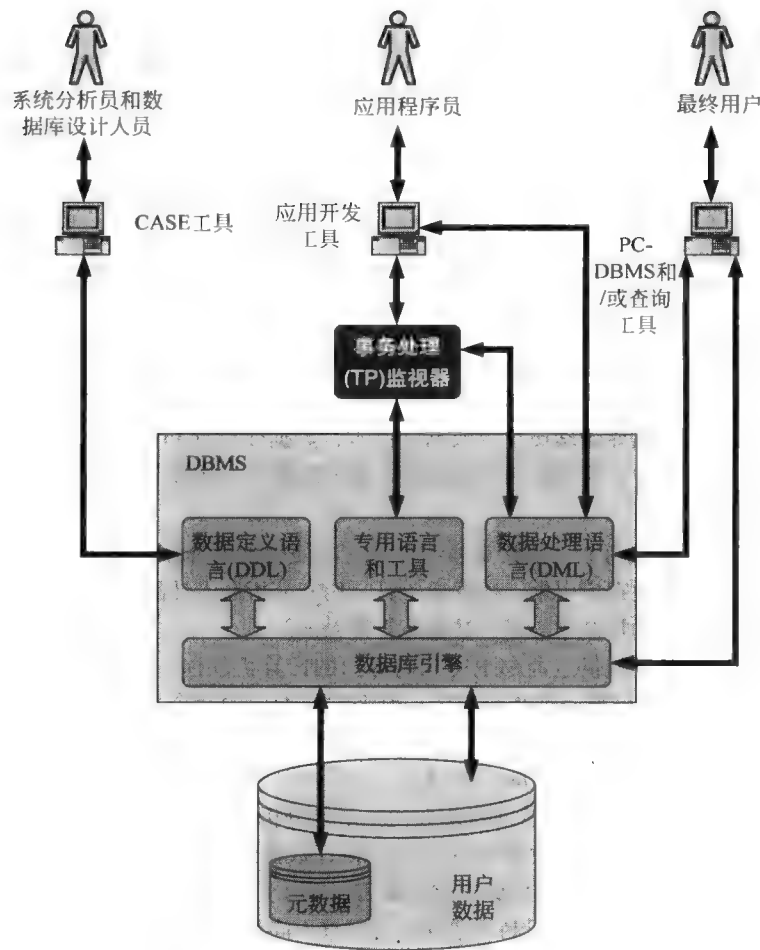 系统分析员和数
据库设计人员
应用程序员
最终用户
CASE工具
应用开发
工具
PC-
DBMS和
/或查询
工具
事务处理
(TP)监视器
DBMS
数据定义语
言(DDL)
专用语言
和工具
数据处理语
言(DML)
数据库引擎
元数据
用户
数据